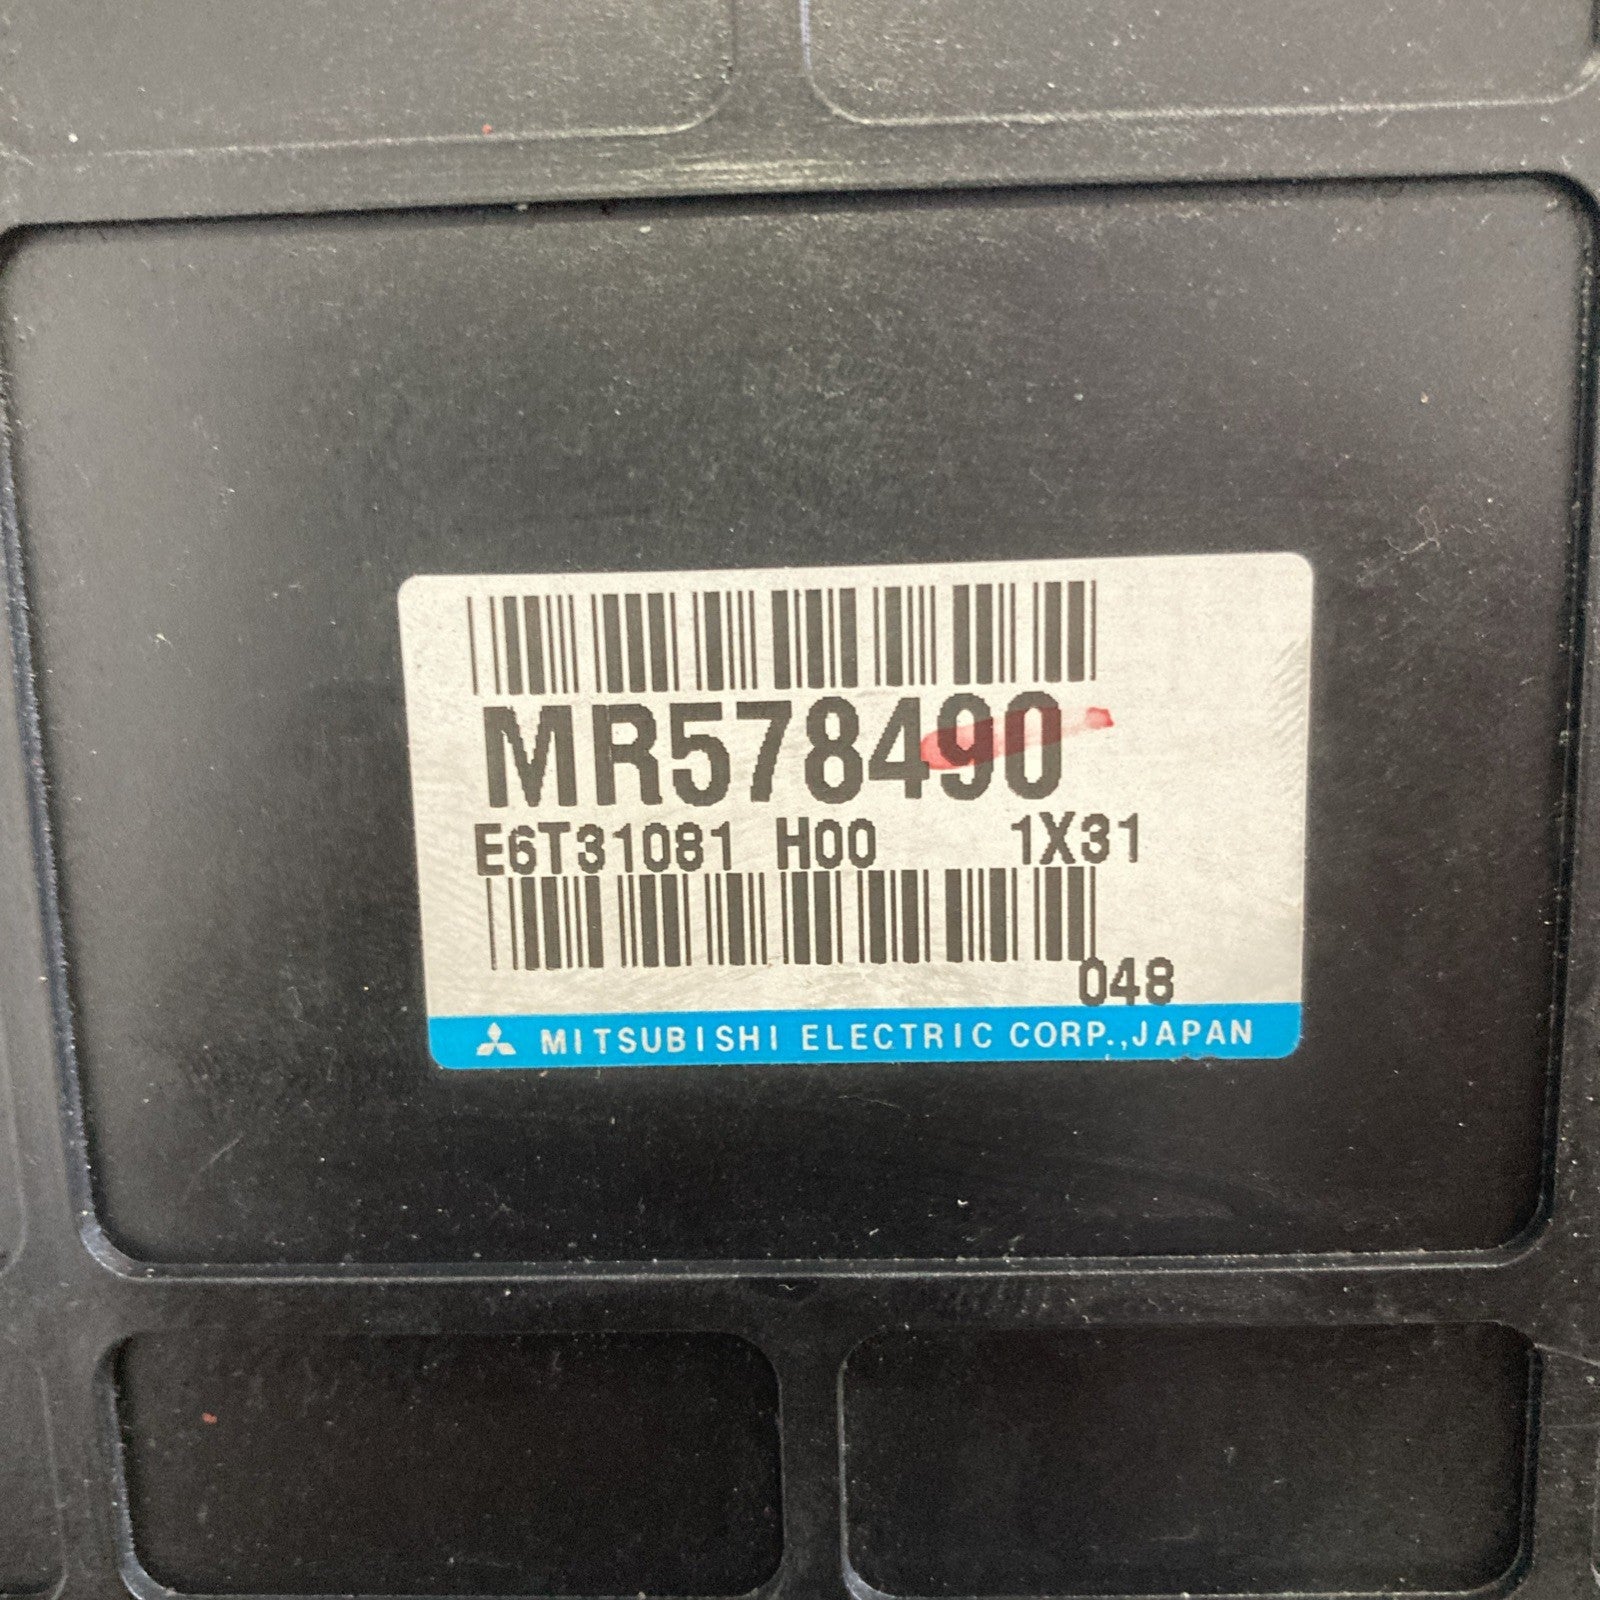 MR578490
E6T31081 H00 1X31
048
MITSUBISHI ELECTRIC CORP.,JAPAN